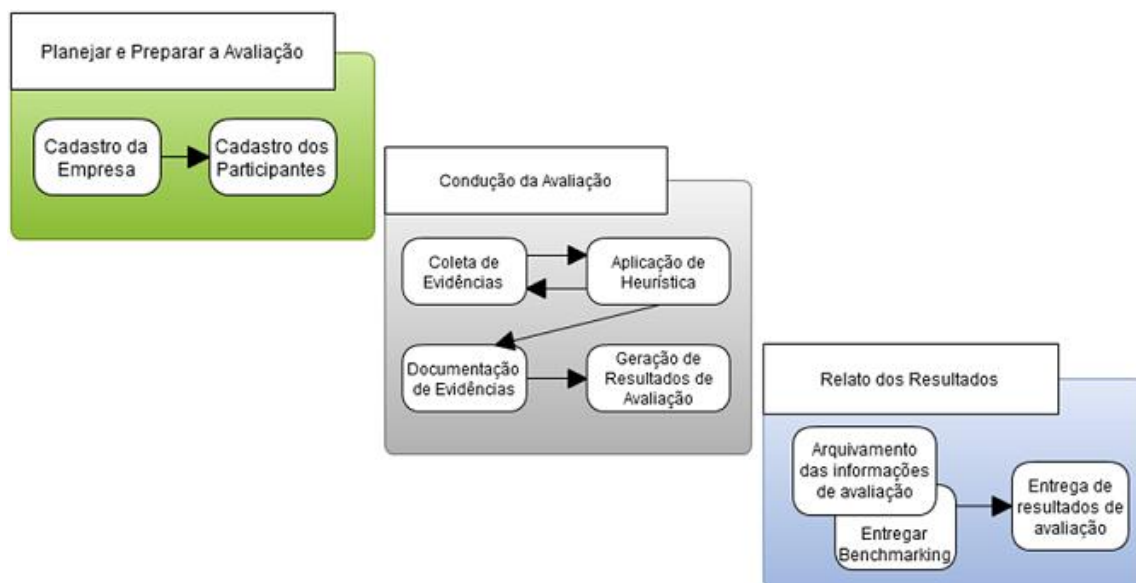 Planejar e Preparar a Avaliação
Cadastro da
Empresa
Cadastro dos
Participantes
Condução da Avaliação
Coleta de
Evidências
Aplicação de
Heurística
Documentação
de Evidências
Geração de
Resultados de
Avaliação
Relato dos Resultados
Arquivamento
das informações
de avaliação
Entregar
Benchmarking
Entrega de
resultados de
avaliação